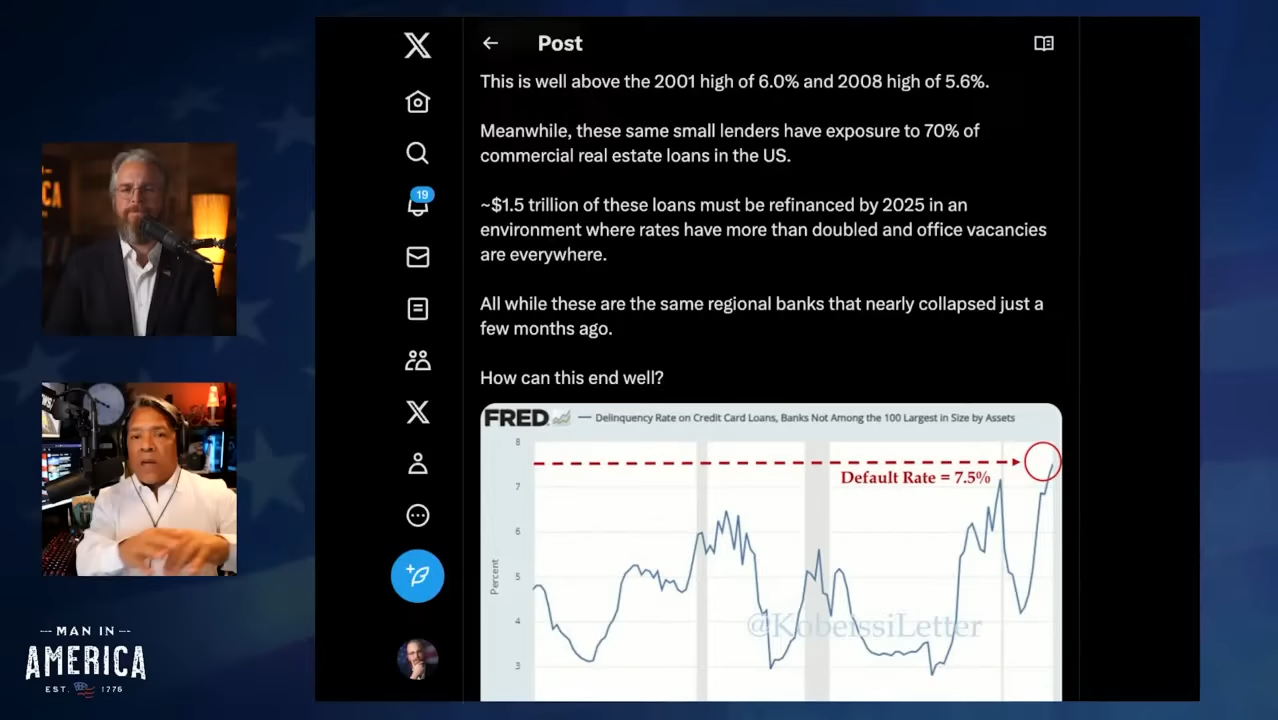 Post
This is well above the 2001 high of 6.0% and 2008 high of 5.6%.
Meanwhile, these same small lenders have exposure to 70% of
commercial real estate loans in the US.
~$1.5 trillion of these loans must be refinanced by 2025 in an
environment where rates have more than doubled and office vacancies
are everywhere.
All while these are the same regional banks that nearly collapsed just a
few months ago.
How can this end well?
FRED — Delinquency Rate on Credit Card Loans, Banks Not Among the 100 Largest in Size by Assets
8
Default Rate = 7.5%
7
6
Percent
5
4
@KobeissiLetter
3
19
MAN IN
AMERICA
EST. 1776